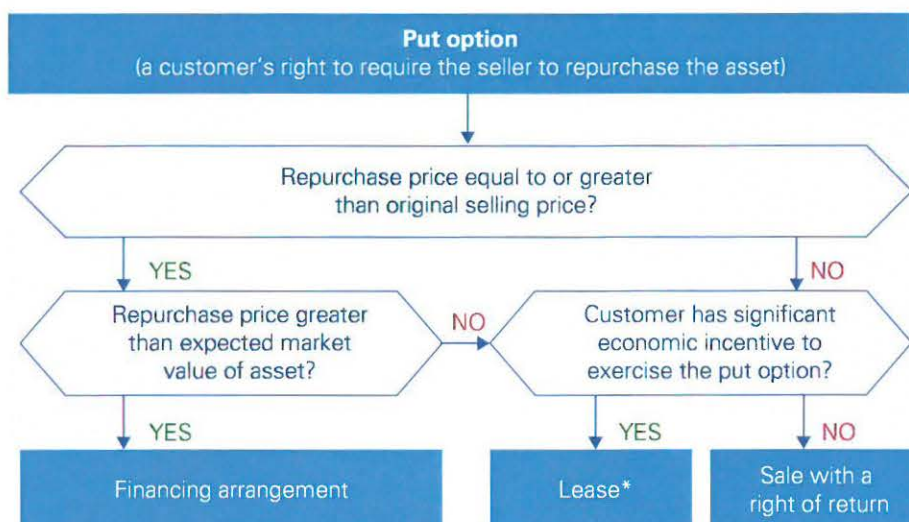 Put option
(a customer's right to require the seller to repurchase the asset)
Repurchase price equal to or greater
than original selling price?
YES
NO
Repurchase price greater
than expected market
value of asset?
NO
Customer has significant
economic incentive to
exercise the put option?
YES
YES
NO
Financing arrangement
Lease*
Sale with a
right of return